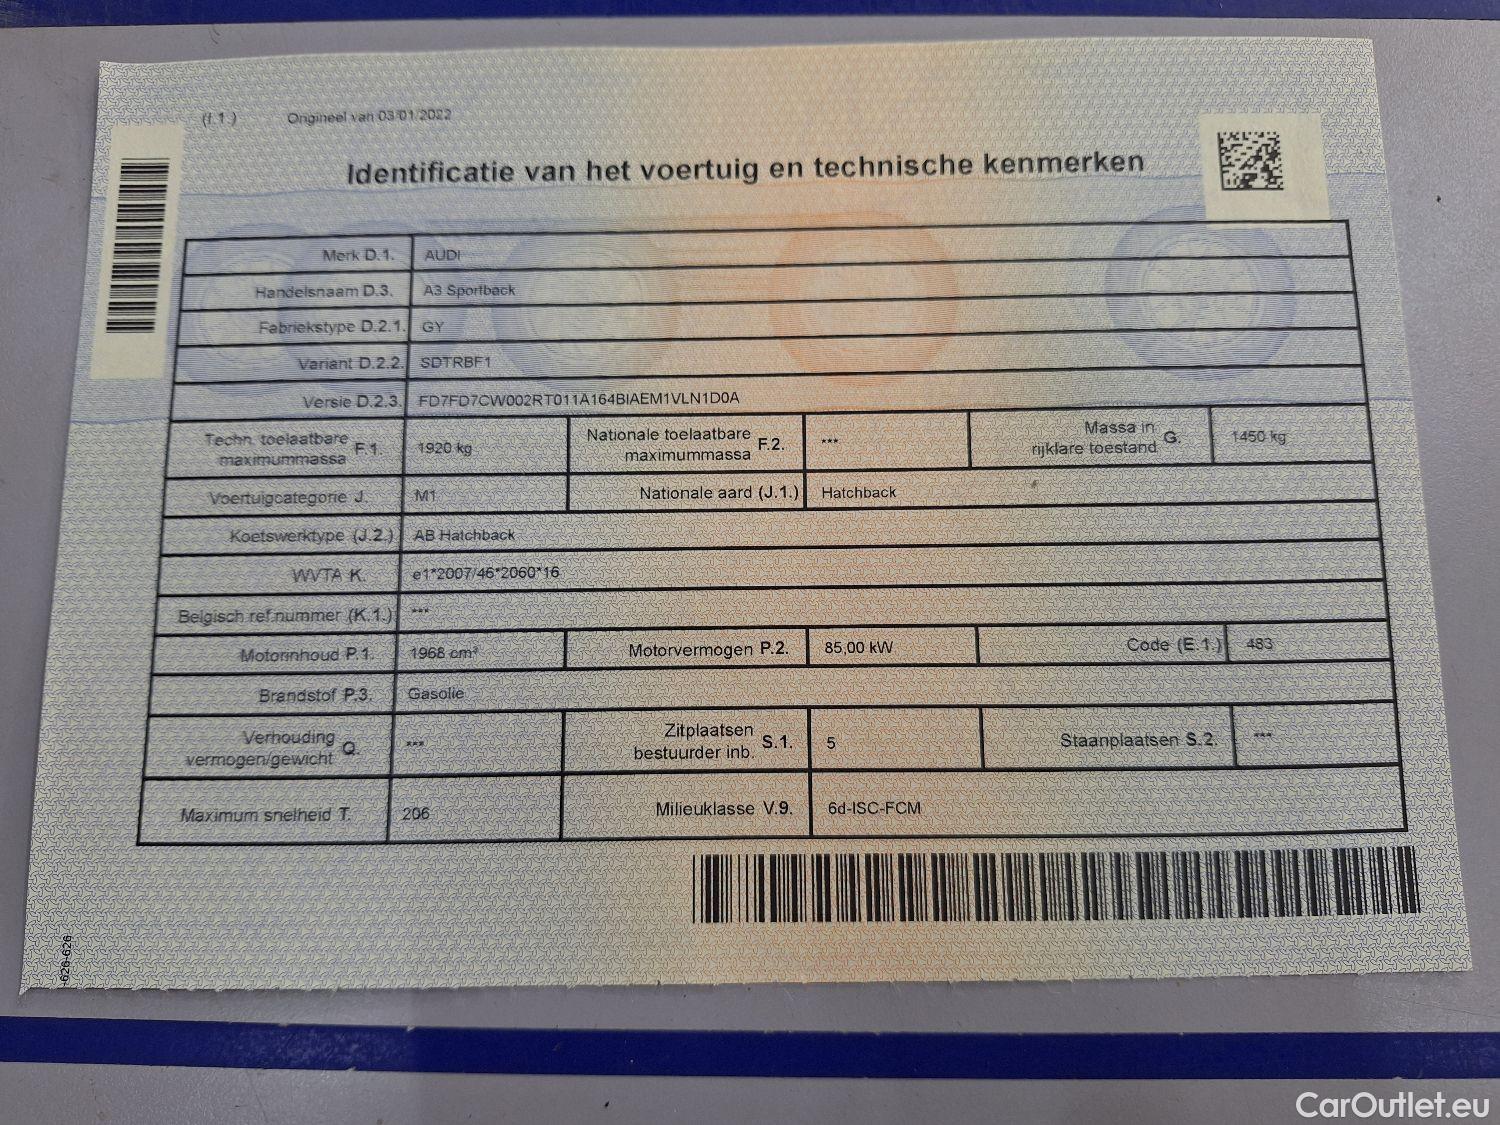 (I.1.) Origineel van 03/01/2022
Identificatie van het voertuig en technische kenmerken
Merk D.1. AUDI
Handelsnaam D.3. A3 Sportback
Fabriekstype D.2.1. GY
Variant D.2.2. SDTRBF1
Versie D.2.3. FD7FD7CW002RT011A164BIAEM1VLN1D0A
Techn. toelaatbare maximummassa F.1. 1920 kg Nationale toelaatbare maximummassa F.2. *** Massa in rijklare toestand G. 1450 kg
Voertuigcategorie J. M1 Nationale aard (J.1.) Hatchback
Koetswerktype (J.2.) AB Hatchback
WVTA K. e1*2007/46*2060*16
Belgisch ref.nummer (K.1.) ***
Motorinhoud P.1. 1968 cm³ Motorvermogen P.2. 85,00 kW Code (E.1.) 483
Brandstof P.3. Gasolie
Verhouding vermogen/gewicht Q. *** Zitplaatsen bestuurder inb. S.1. 5 Staanplaatsen S.2. ***
Maximum snelheid T. 206 Milieuklasse V.9. 6d-ISC-FCM
-626-626
CarOutlet.eu